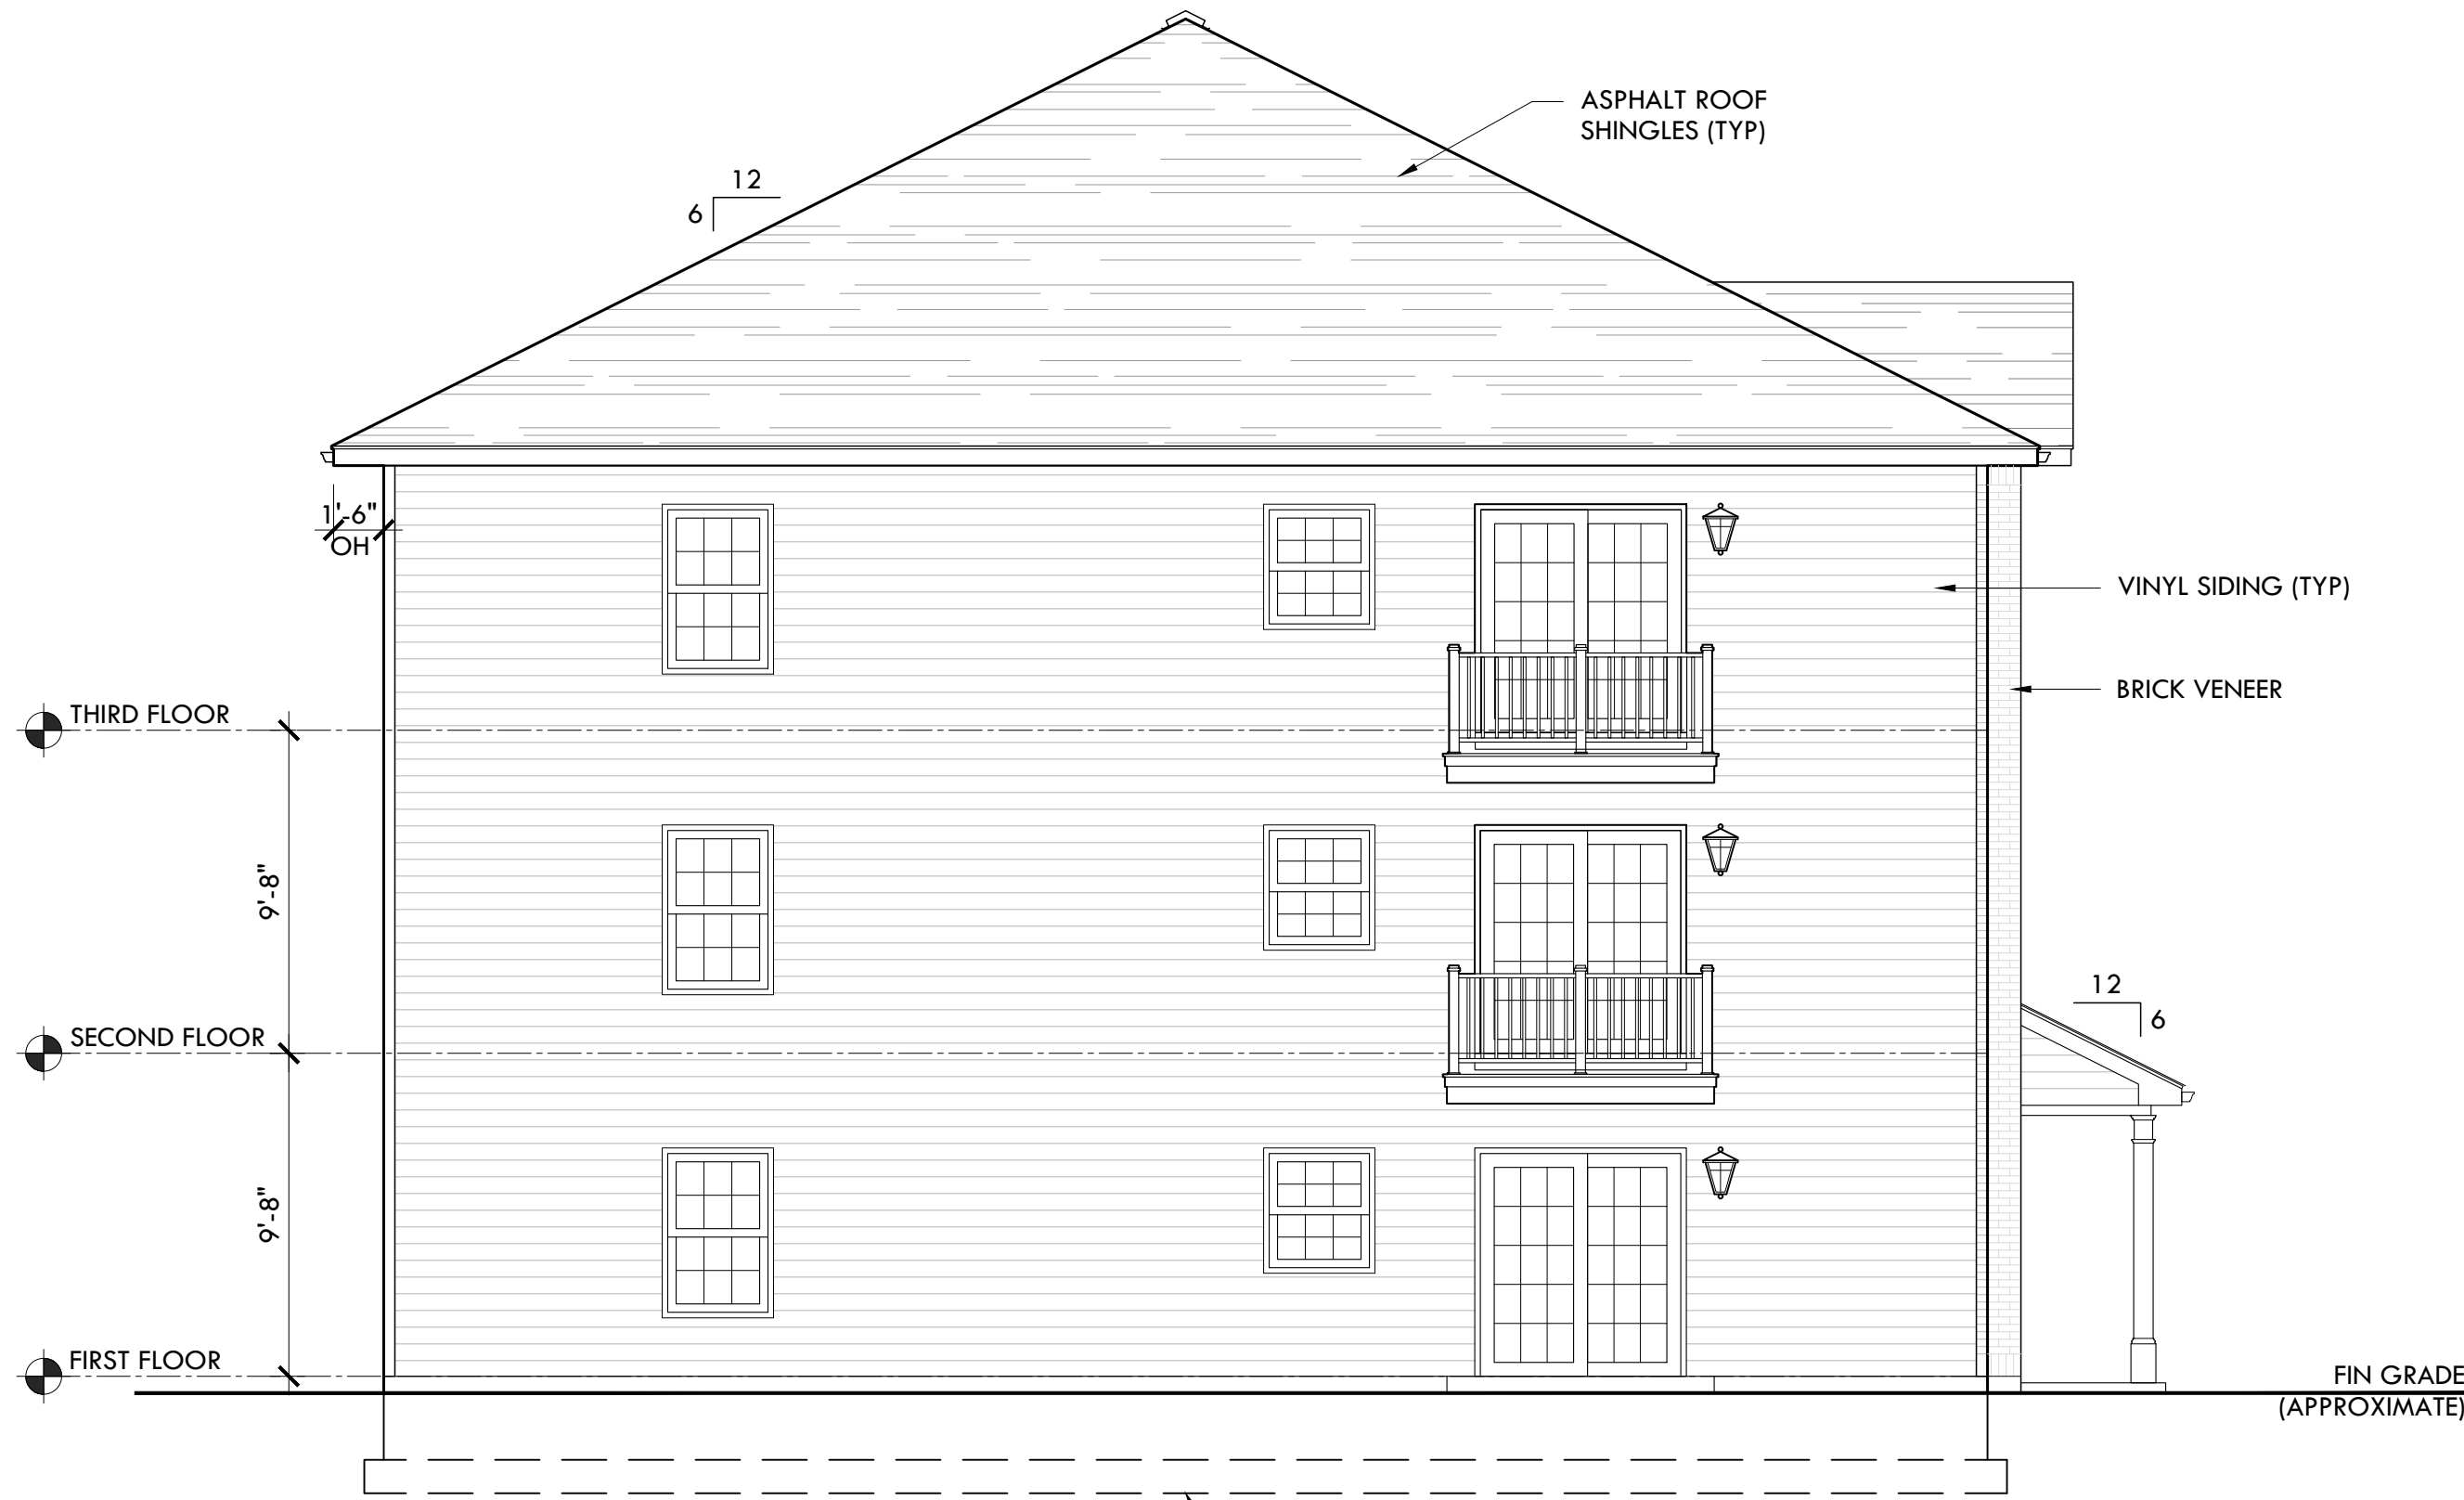 ASPHALT ROOF
SHINGLES (TYP)
12
6
1'-6"
OH
VINYL SIDING (TYP)
BRICK VENEER
THIRD FLOOR
9'-8"
12
6
SECOND FLOOR
9'-8"
FIRST FLOOR
FIN GRADE
(APPROXIMATE)